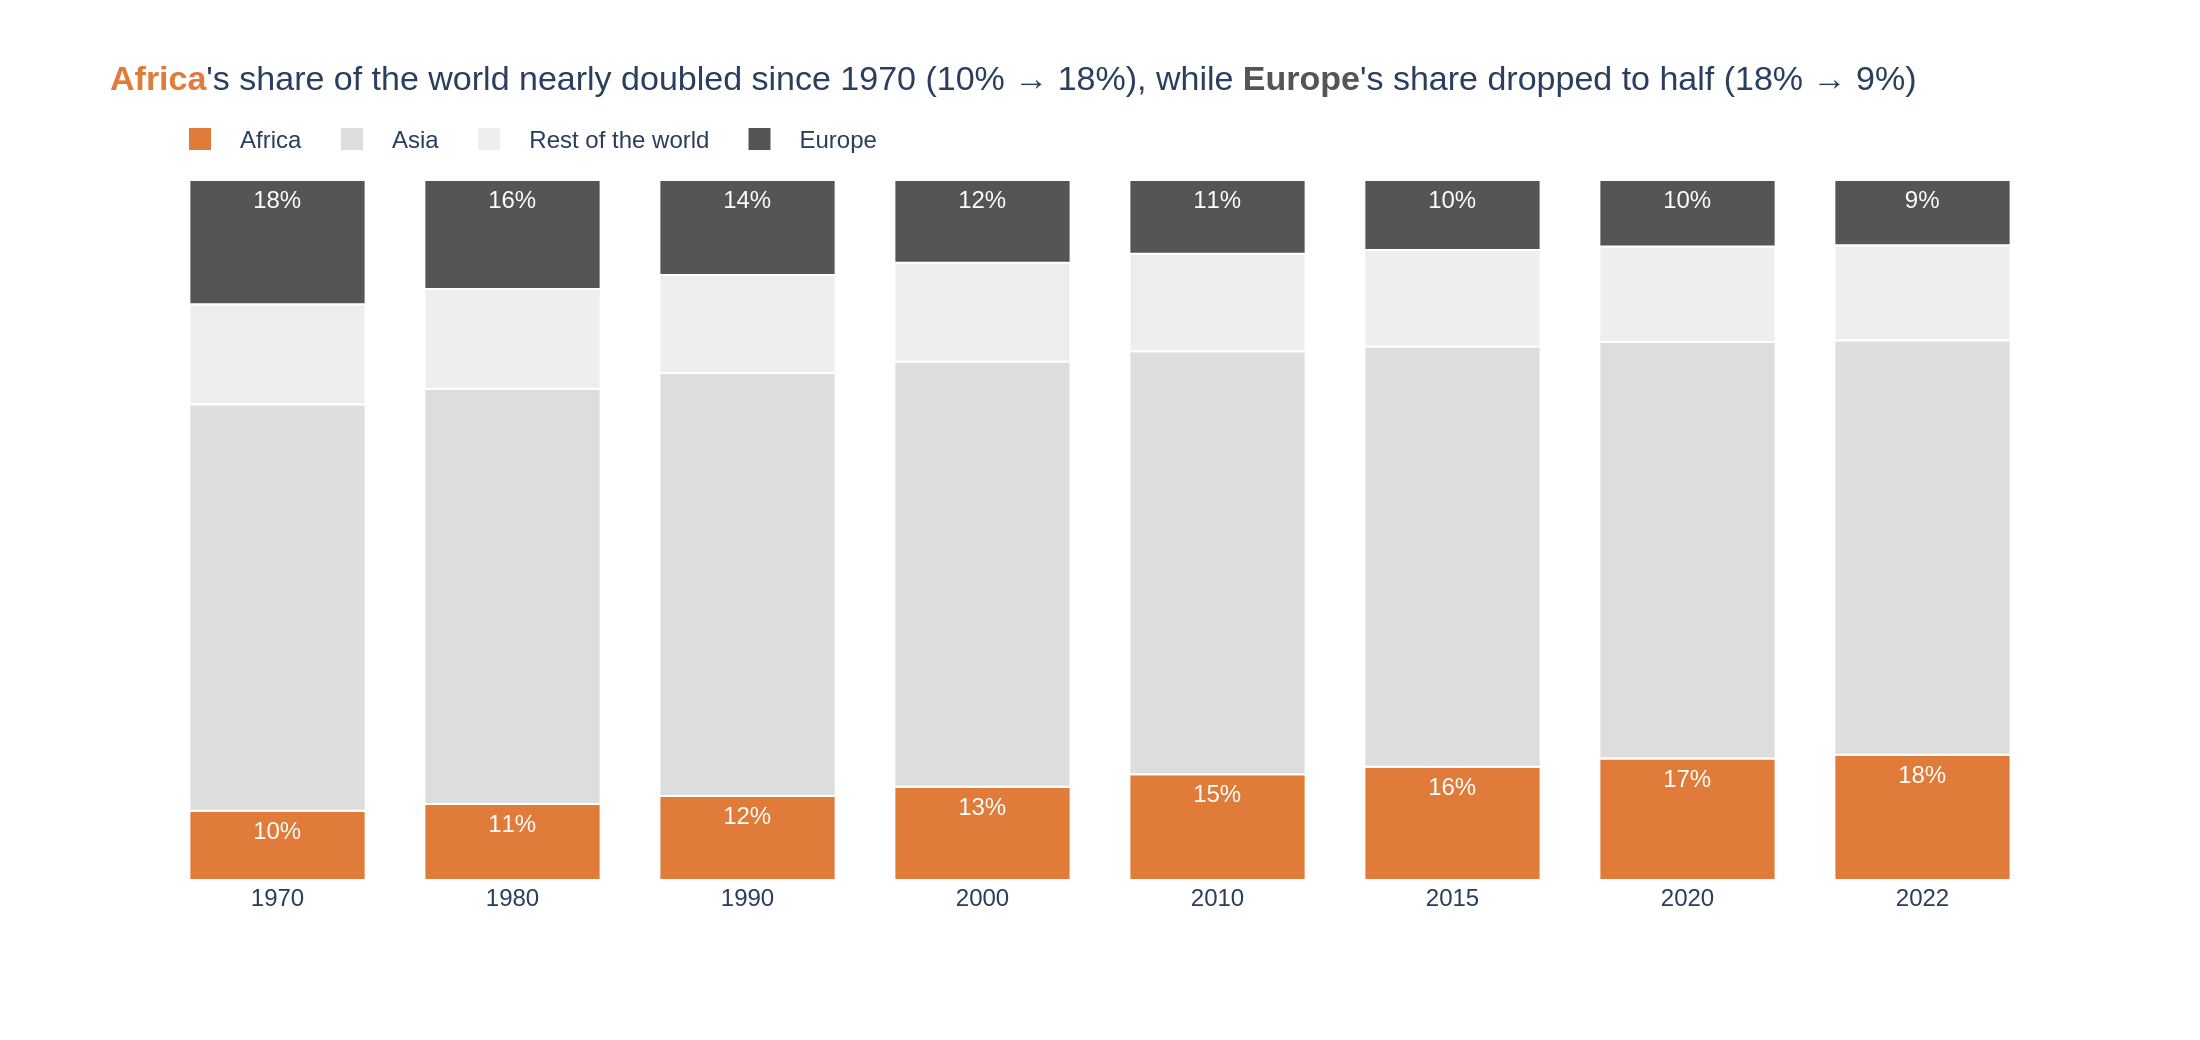 Africa's share of the world nearly doubled since 1970 (10% → 18%), while Europe's share dropped to half (18% → 9%)
Africa Asia Rest of the world Europe
18% 16% 14% 12% 11% 10% 10% 9%
10% 11% 12% 13% 15% 16% 17% 18%
1970 1980 1990 2000 2010 2015 2020 2022